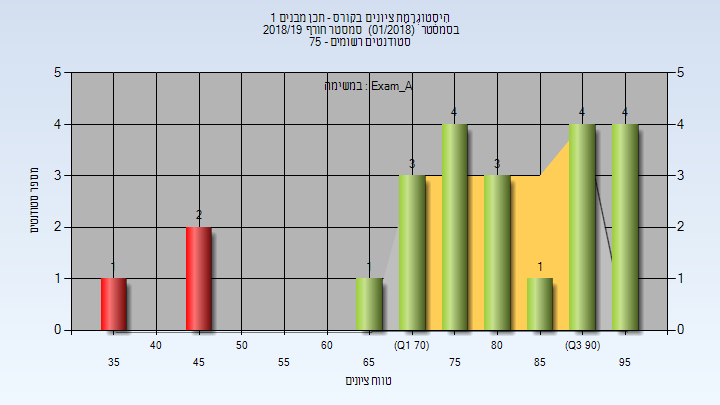 הִיסְטוֹגְרָמַת ציונים בקורס - תכן מבנים 1
בסמסטר (01/2018) סמסטר חורף 2018/19
סטודנטים רשומים - 75
במשימה : Exam_A
5 5
4 4
3 3
2 2
1 1
0 0
1 2 1 3 4 3 1 4 4
מספר סטודנטים
40 50 60 (Q1 70) 80 (Q3 90)
35 45 55 65 75 85 95
טווח ציונים